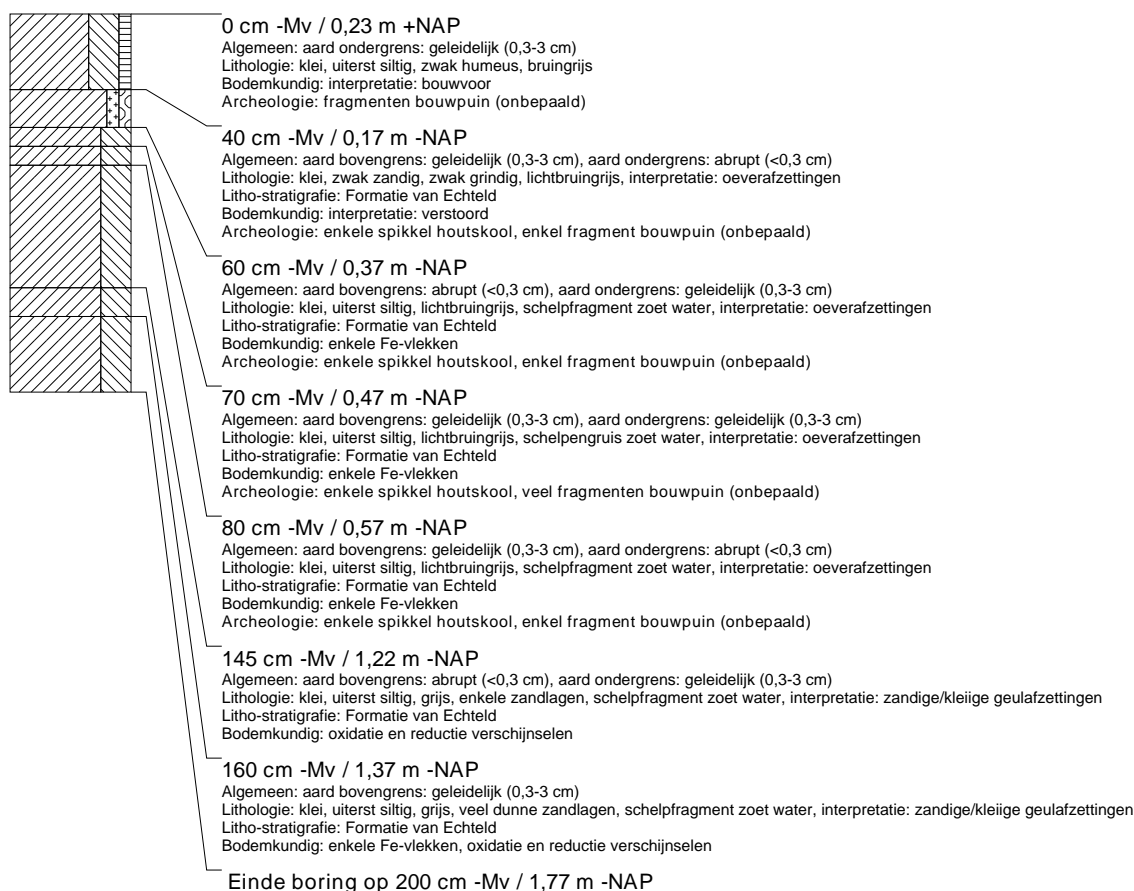 0 cm -Mv / 0,23 m +NAP
Algemeen: aard ondergrens: geleidelijk (0,3-3 cm)
Lithologie: klei, uiterst siltig, zwak humeus, bruingrijs
Bodemkundig: interpretatie: bouwvoor
Archeologie: fragmenten bouwpuin (onbepaald)
40 cm -Mv / 0,17 m -NAP
Algemeen: aard bovengrens: geleidelijk (0,3-3 cm), aard ondergrens: abrupt (<0,3 cm)
Lithologie: klei, zwak zandig, zwak grindig, lichtbruingrijs, interpretatie: oeverafzettingen
Litho-stratigrafie: Formatie van Echteld
Bodemkundig: interpretatie: verstoord
Archeologie: enkele spikkel houtskool, enkel fragment bouwpuin (onbepaald)
60 cm -Mv / 0,37 m -NAP
Algemeen: aard bovengrens: abrupt (<0,3 cm), aard ondergrens: geleidelijk (0,3-3 cm)
Lithologie: klei, uiterst siltig, lichtbruingrijs, schelpfragment zoet water, interpretatie: oeverafzettingen
Litho-stratigrafie: Formatie van Echteld
Bodemkundig: enkele Fe-vlekken
Archeologie: enkele spikkel houtskool, enkel fragment bouwpuin (onbepaald)
70 cm -Mv / 0,47 m -NAP
Algemeen: aard bovengrens: geleidelijk (0,3-3 cm), aard ondergrens: geleidelijk (0,3-3 cm)
Lithologie: klei, uiterst siltig, lichtbruingrijs, schelpengruis zoet water, interpretatie: oeverafzettingen
Litho-stratigrafie: Formatie van Echteld
Bodemkundig: enkele Fe-vlekken
Archeologie: enkele spikkel houtskool, veel fragmenten bouwpuin (onbepaald)
80 cm -Mv / 0,57 m -NAP
Algemeen: aard bovengrens: geleidelijk (0,3-3 cm), aard ondergrens: abrupt (<0,3 cm)
Lithologie: klei, uiterst siltig, lichtbruingrijs, schelpfragment zoet water, interpretatie: oeverafzettingen
Litho-stratigrafie: Formatie van Echteld
Bodemkundig: enkele Fe-vlekken
Archeologie: enkele spikkel houtskool, enkel fragment bouwpuin (onbepaald)
145 cm -Mv / 1,22 m -NAP
Algemeen: aard bovengrens: abrupt (<0,3 cm), aard ondergrens: geleidelijk (0,3-3 cm)
Lithologie: klei, uiterst siltig, grijs, enkele zandlagen, schelpfragment zoet water, interpretatie: zandige/kleiige geulafzettingen
Litho-stratigrafie: Formatie van Echteld
Bodemkundig: oxidatie en reductie verschijnselen
160 cm -Mv / 1,37 m -NAP
Algemeen: aard bovengrens: geleidelijk (0,3-3 cm)
Lithologie: klei, uiterst siltig, grijs, veel dunne zandlagen, schelpfragment zoet water, interpretatie: zandige/kleiige geulafzettingen
Litho-stratigrafie: Formatie van Echteld
Bodemkundig: enkele Fe-vlekken, oxidatie en reductie verschijnselen
Einde boring op 200 cm -Mv / 1,77 m -NAP